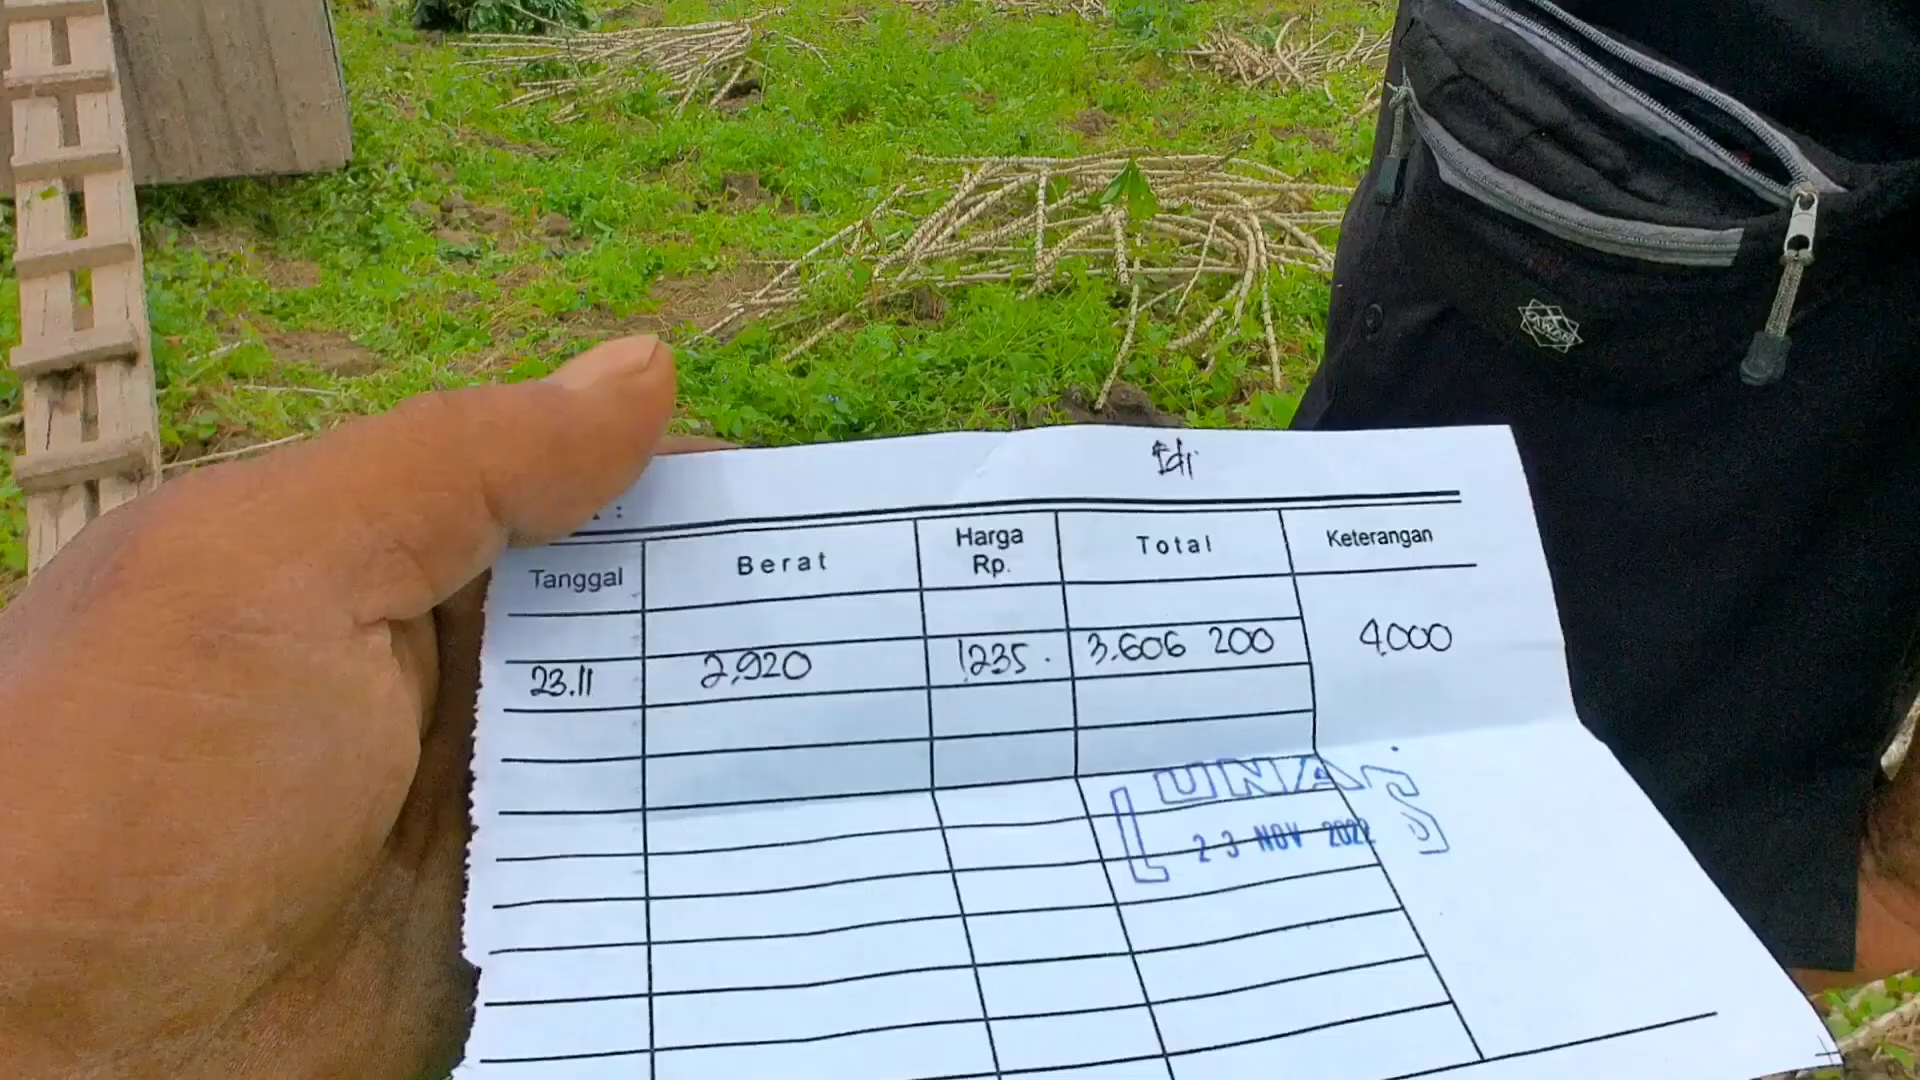 Edi
Tanggal Berat Harga Rp. Total Keterangan
23.11 2,920 1235. 3.606 200 4.000
LUNAS
23 NOV 2022